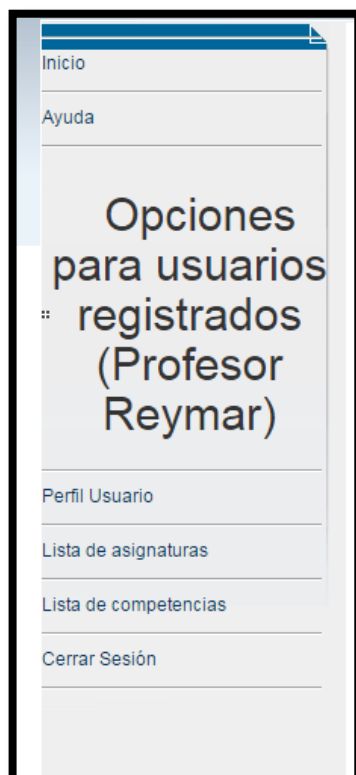 Inicio
Ayuda
Opciones
para usuarios
registrados
(Profesor
Reymar)
Perfil Usuario
Lista de asignaturas
Lista de competencias
Cerrar Sesión